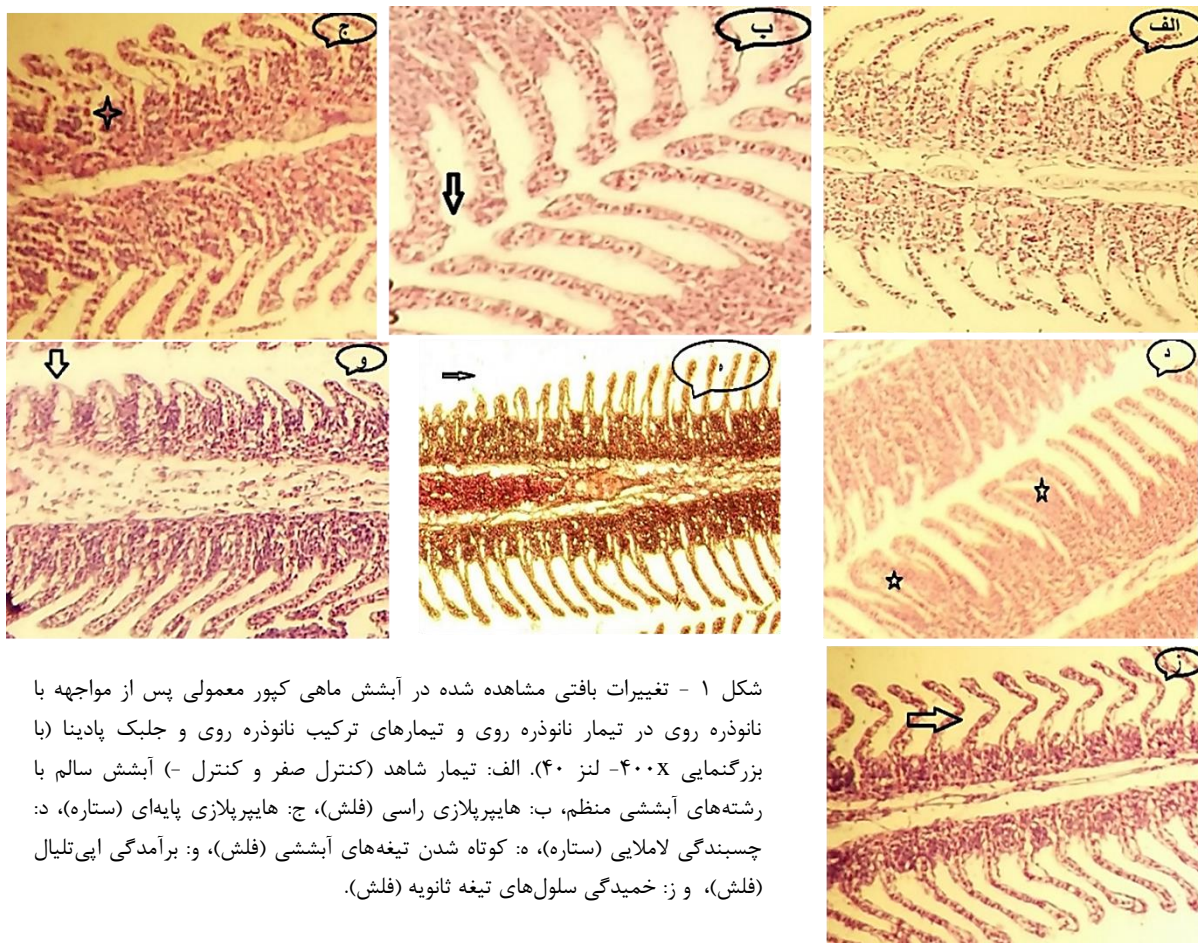 الف
ب
ج
د
ه
و
ز
شکل ۱ - تغییرات بافتی مشاهده شده در آبشش ماهی کپور معمولی پس از مواجهه با
نانوذره روی در تیمار نانوذره روی و تیمارهای ترکیب نانوذره روی و جلبک پادینا (با
بزرگنمایی ۴۰۰x- لنز ۴۰). الف: تیمار شاهد (کنترل صفر و کنترل -) آبشش سالم با
رشته‌های آبششی منظم، ب: هایپرپلازی راسی (فلش)، ج: هایپرپلازی پایه‌ای (ستاره)، د:
چسبندگی لاملایی (ستاره)، ه: کوتاه شدن تیغه‌های آبششی (فلش)، و: برآمدگی اپی‌تلیال
(فلش)، و ز: خمیدگی سلول‌های تیغه ثانویه (فلش).